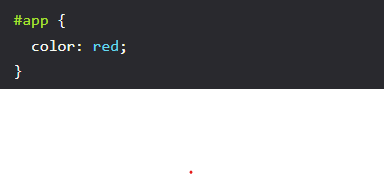 #app {
  color: red;
}